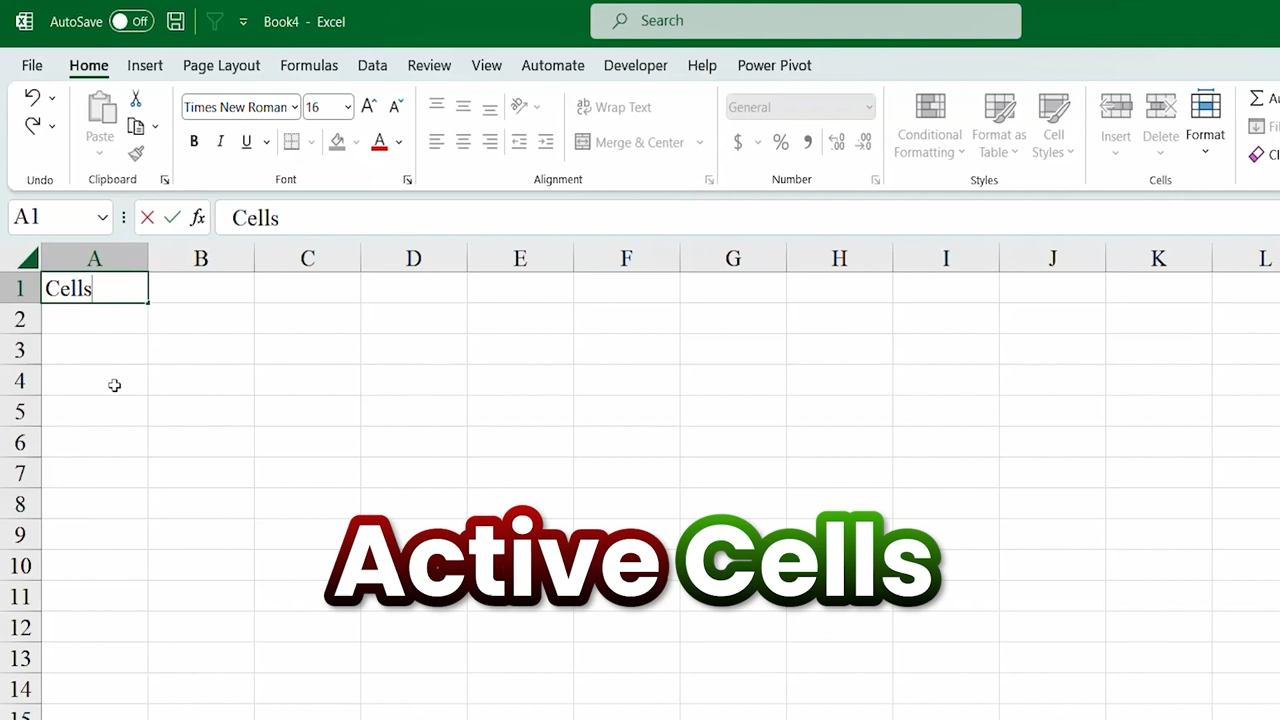 AutoSave Off Book4 - Excel Search
File Home Insert Page Layout Formulas Data Review View Automate Developer Help Power Pivot
Times New Roman 16 A A Wrap Text General
Paste B I U A Merge & Center $ % Conditional Formatting Format as Table Cell Styles Insert Delete Format
Undo Clipboard Font Alignment Number Styles Cells
A1 fx Cells
A B C D E F G H I J K L
1 Cells
2
3
4
5
6
7
8
9
10
11
12
13
14
15
Active Cells